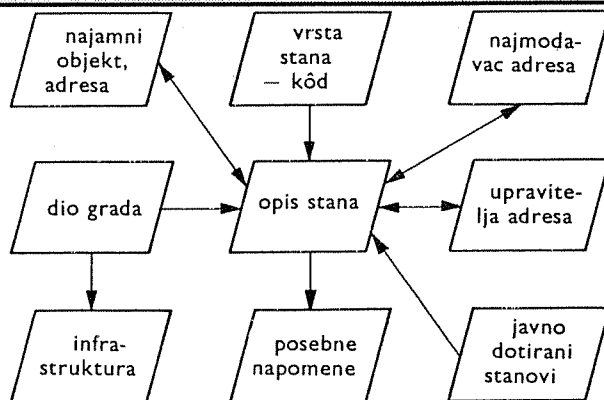 najamni
objekt,
adresa
vrsta
stana
– kôd
najmoda-
vac adresa
dio grada
opis stana
upravite-
lja adresa
infra-
struktura
posebne
napomene
javno
dotirani
stanovi